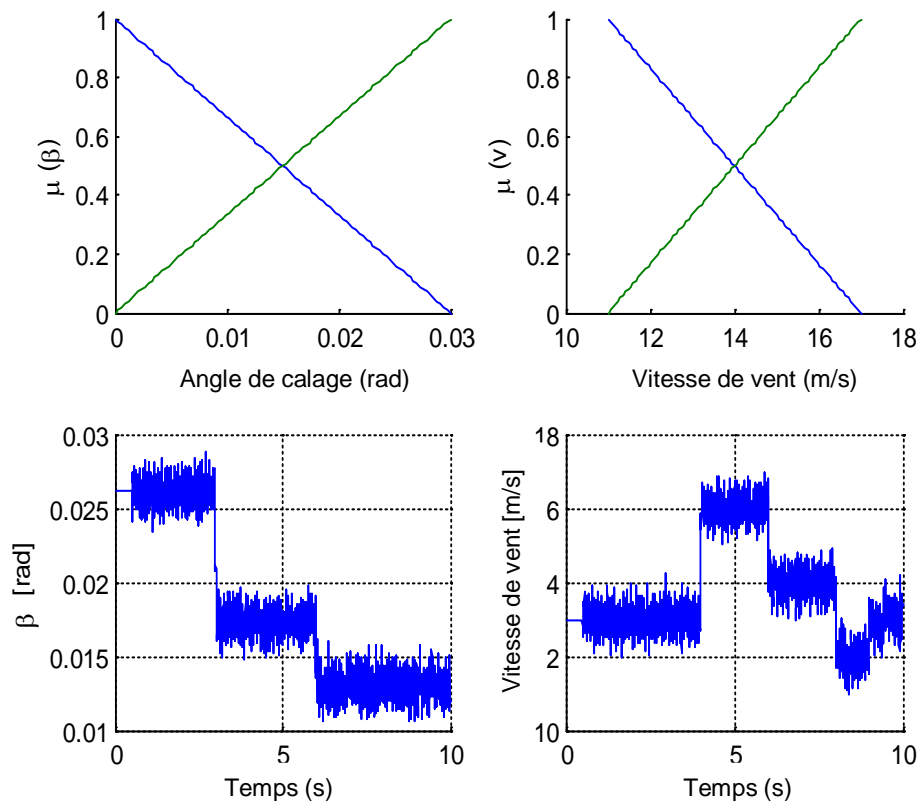 1
0.8
0.6
0.4
0.2
0
μ (β)
0 0.01 0.02 0.03
Angle de calage (rad)
1
0.8
0.6
0.4
0.2
0
μ (v)
10 12 14 16 18
Vitesse de vent (m/s)
0.03
0.025
0.02
0.015
0.01
β [rad]
0 5 10
Temps (s)
18
6
4
2
10
Vitesse de vent [m/s]
0 5 10
Temps (s)